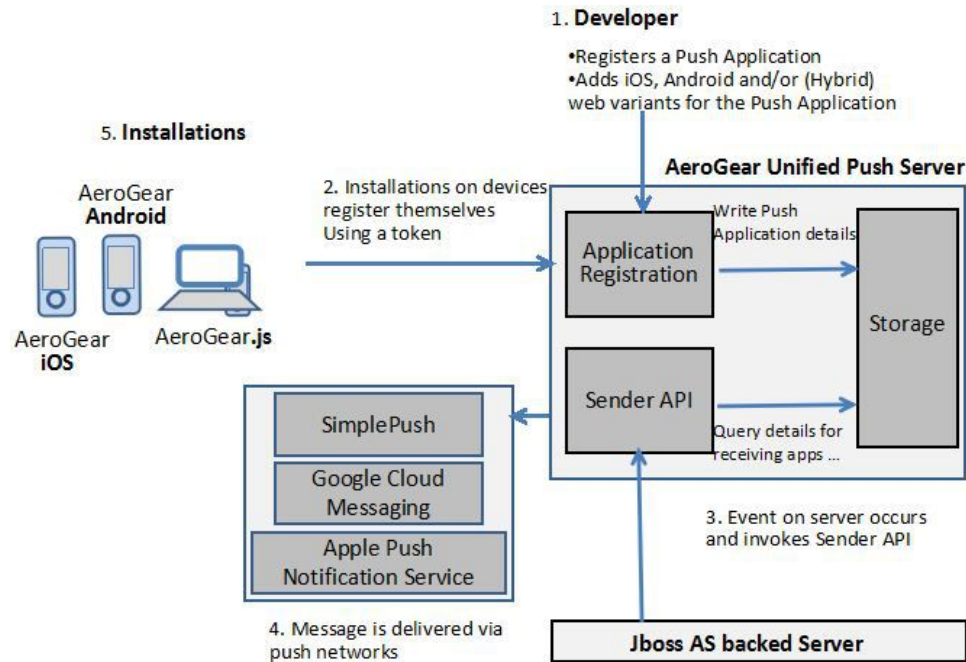 1. Developer
•Registers a Push Application
•Adds iOS, Android and/or (Hybrid)
web variants for the Push Application
5. Installations
AeroGear
Android
AeroGear
iOS
AeroGear.js
2. Installations on devices
register themselves
Using a token
AeroGear Unified Push Server
Application
Registration
Write Push
Application details
Storage
Sender API
Query details for
receiving apps ...
SimplePush
Google Cloud
Messaging
Apple Push
Notification Service
3. Event on server occurs
and invokes Sender API
4. Message is delivered via
push networks
Jboss AS backed Server